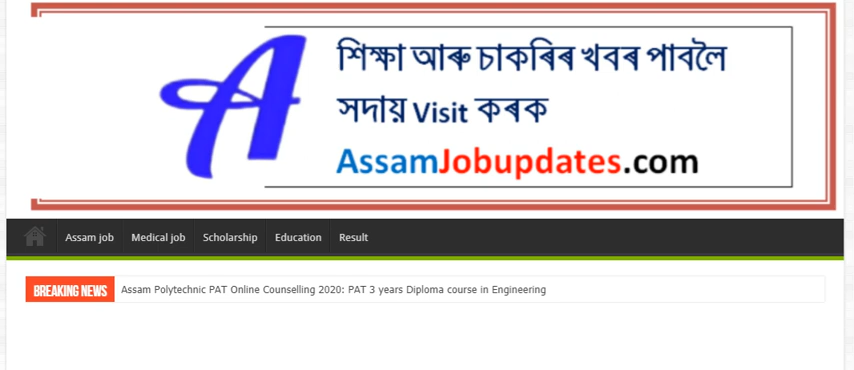 শিক্ষা আৰু চাকৰিৰ খবৰ পাবলৈ
সদায় Visit কৰক
AssamJobupdates.com
Assam job Medical job Scholarship Education Result
BREAKING NEWS Assam Polytechnic PAT Online Counselling 2020: PAT 3 years Diploma course in Engineering